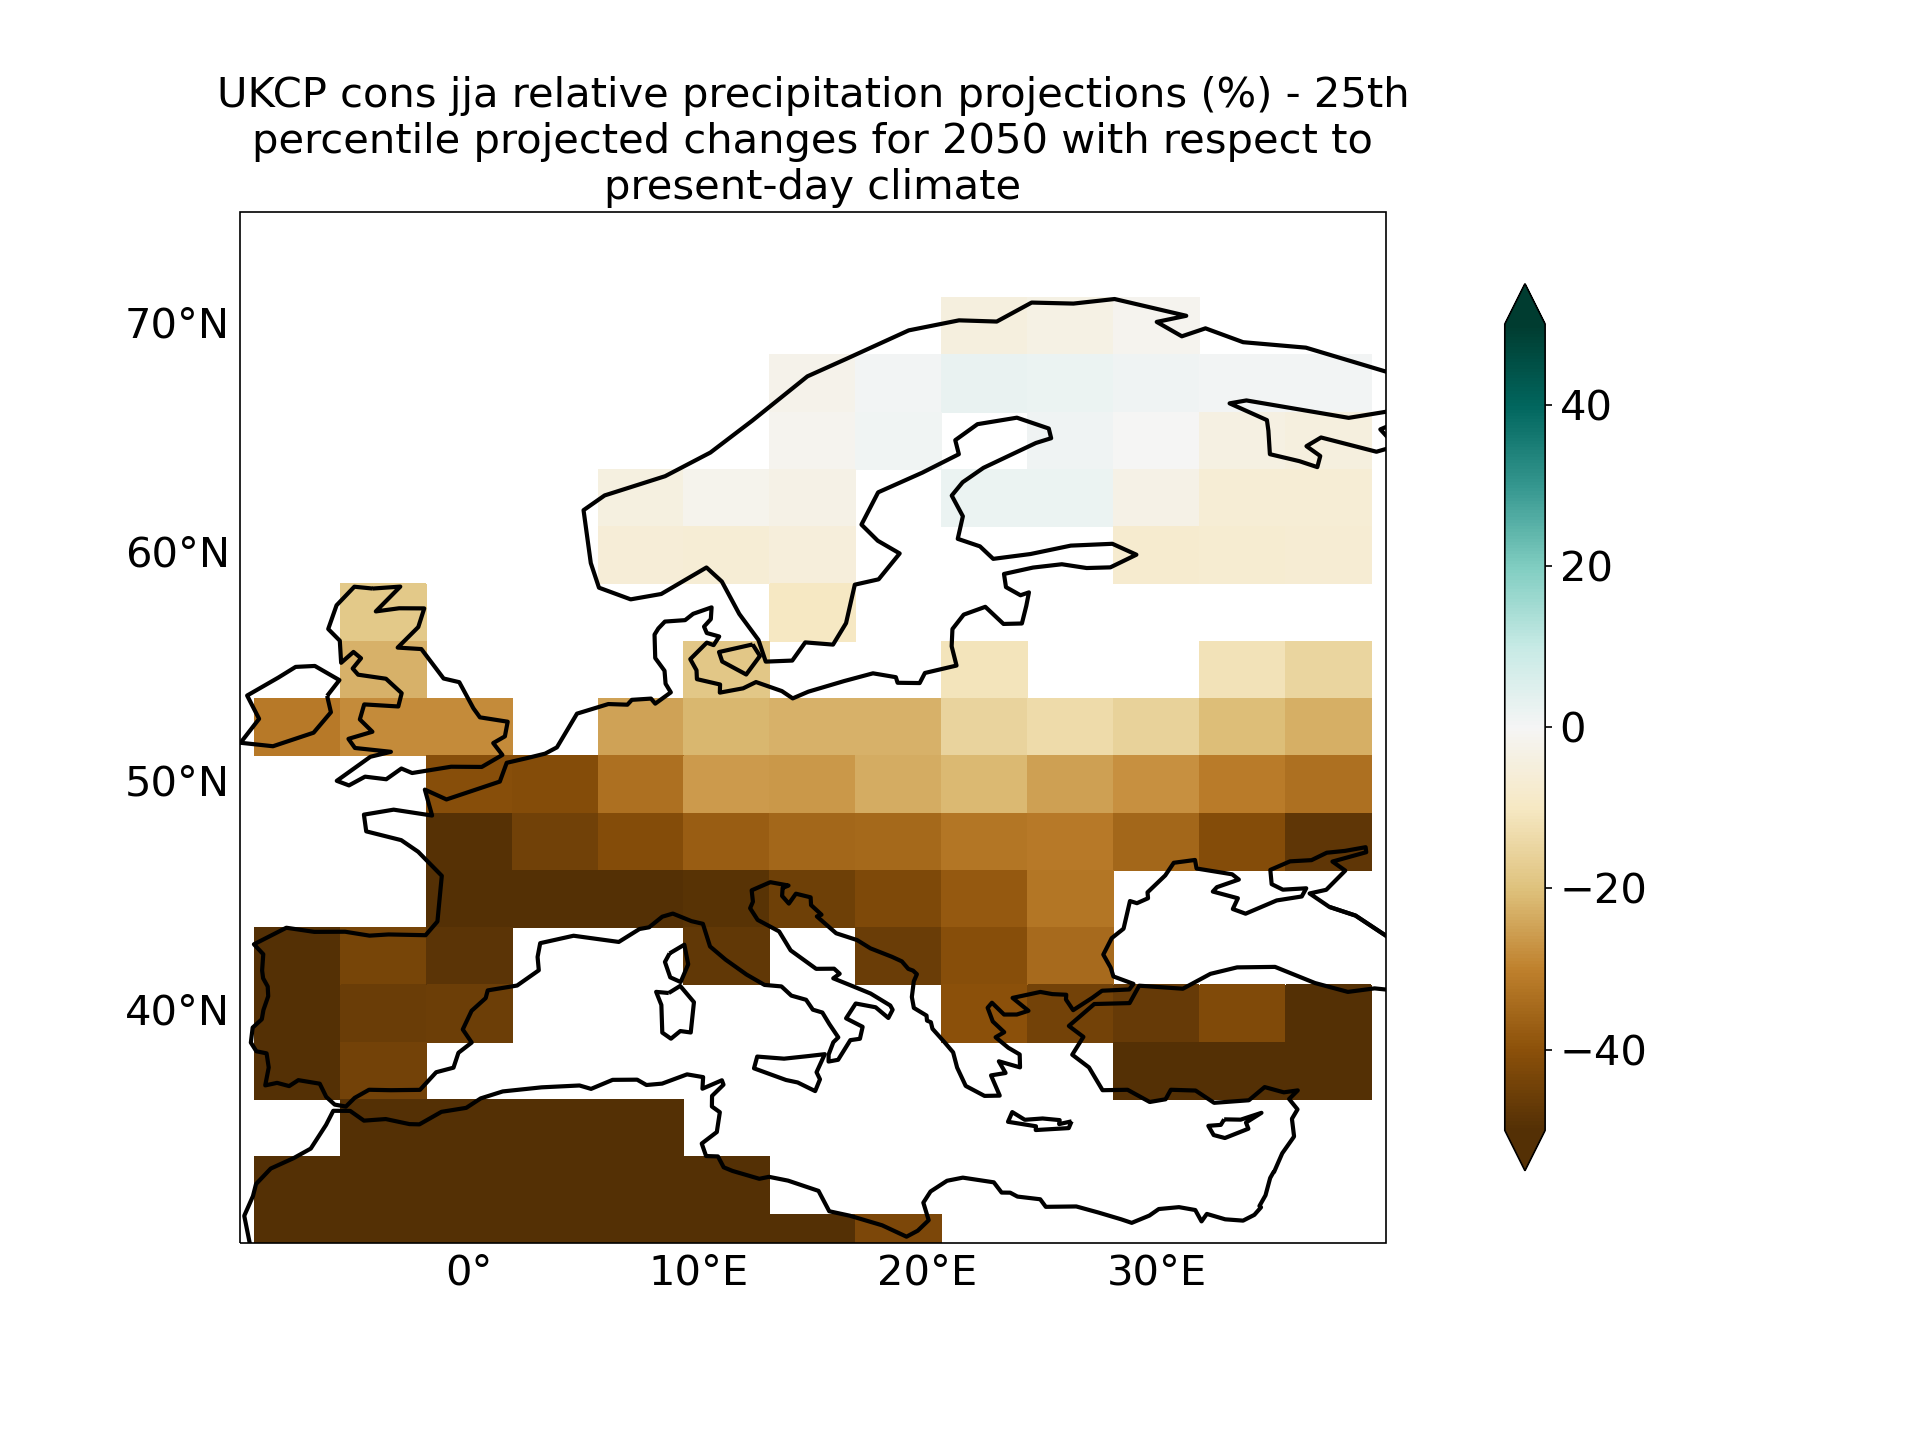 UKCP cons jja relative precipitation projections (%) - 25th
percentile projected changes for 2050 with respect to
present-day climate
70°N
60°N
50°N
40°N
0°
10°E
20°E
30°E
40
20
0
−20
−40